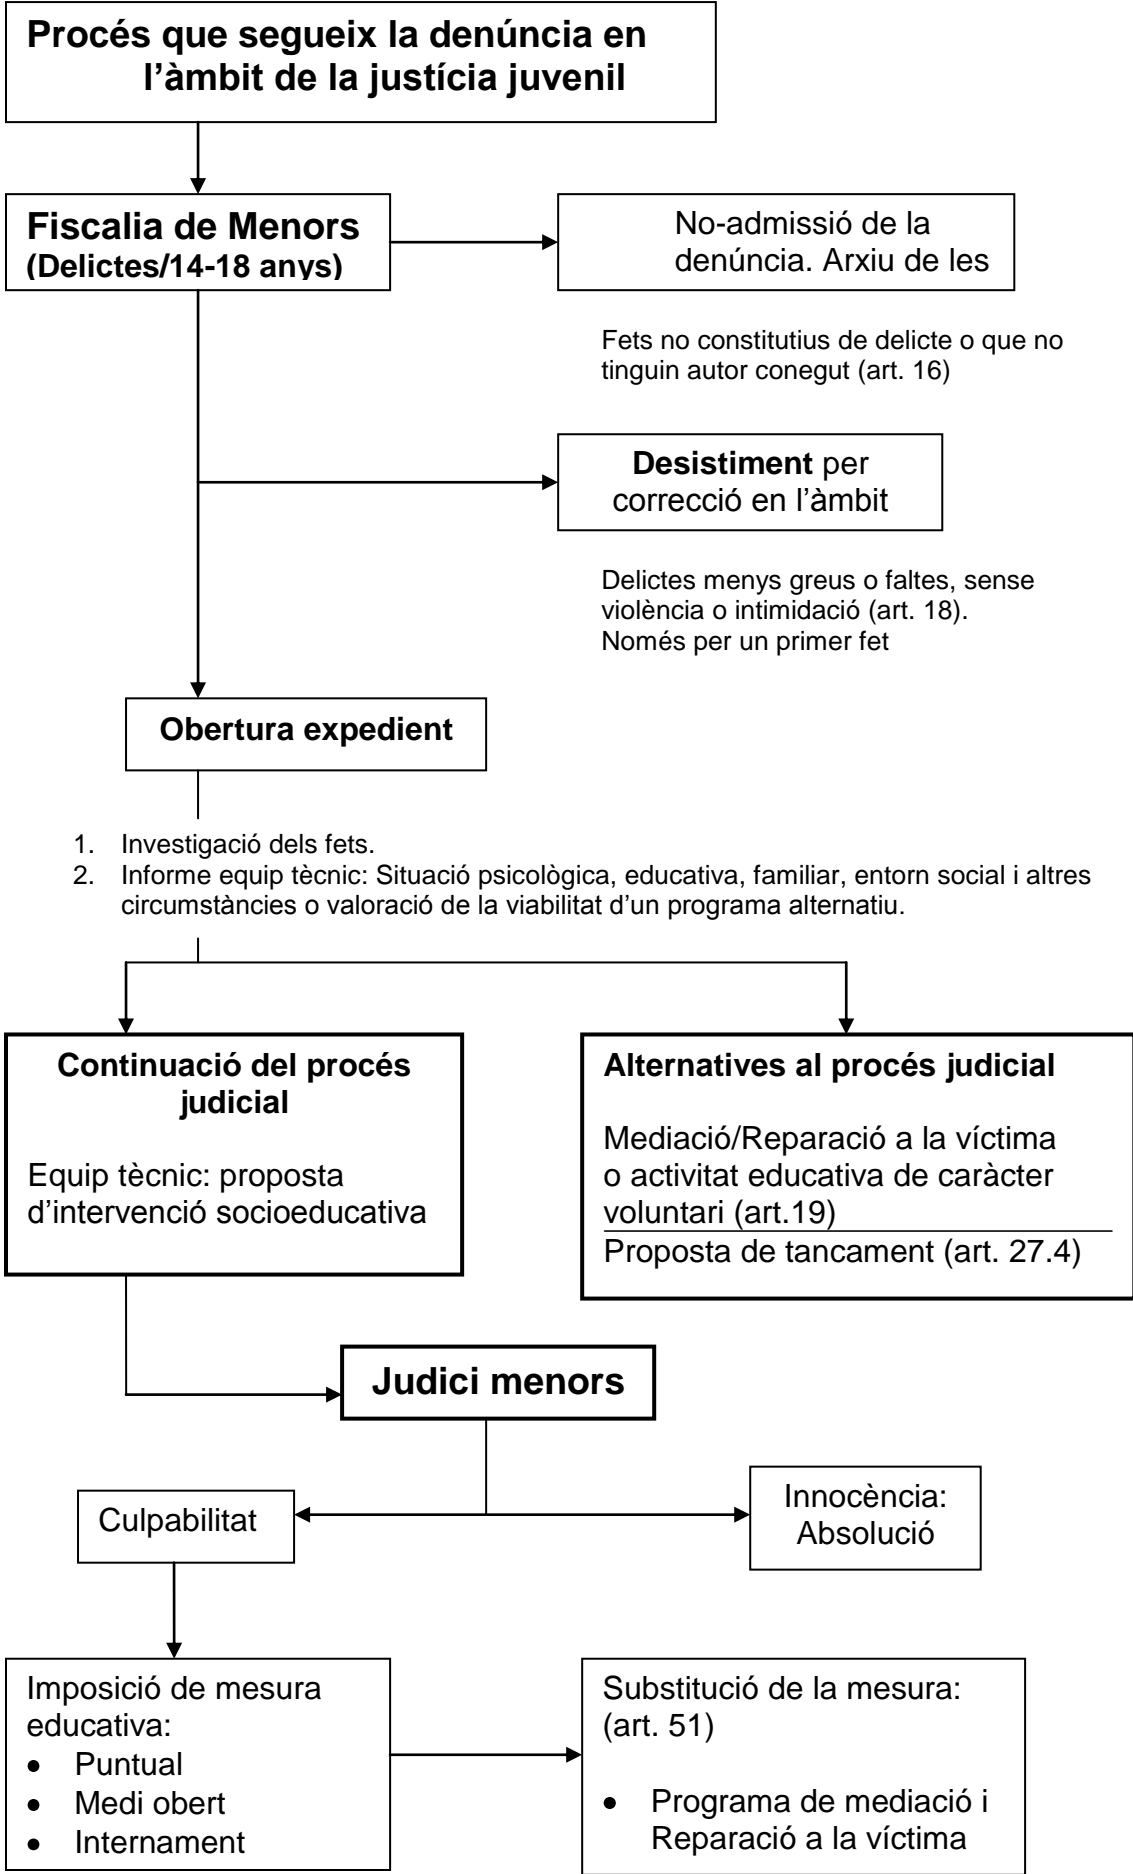 Procés que segueix la denúncia en
l’àmbit de la justícia juvenil
Fiscalia de Menors
(Delictes/14-18 anys)
No-admissió de la
denúncia. Arxiu de les
Fets no constitutius de delicte o que no
tinguin autor conegut (art. 16)
Desistiment per
correcció en l’àmbit
Delictes menys greus o faltes, sense
violència o intimidació (art. 18).
Només per un primer fet
Obertura expedient
1. Investigació dels fets.
2. Informe equip tècnic: Situació psicològica, educativa, familiar, entorn social i altres
circumstàncies o valoració de la viabilitat d’un programa alternatiu.
Continuació del procés
judicial
Equip tècnic: proposta
d’intervenció socioeducativa
Alternatives al procés judicial
Mediació/Reparació a la víctima
o activitat educativa de caràcter
voluntari (art.19)
Proposta de tancament (art. 27.4)
Judici menors
Culpabilitat
Innocència:
Absolució
Imposició de mesura
educativa:
• Puntual
• Medi obert
• Internament
Substitució de la mesura:
(art. 51)
• Programa de mediació i
Reparació a la víctima